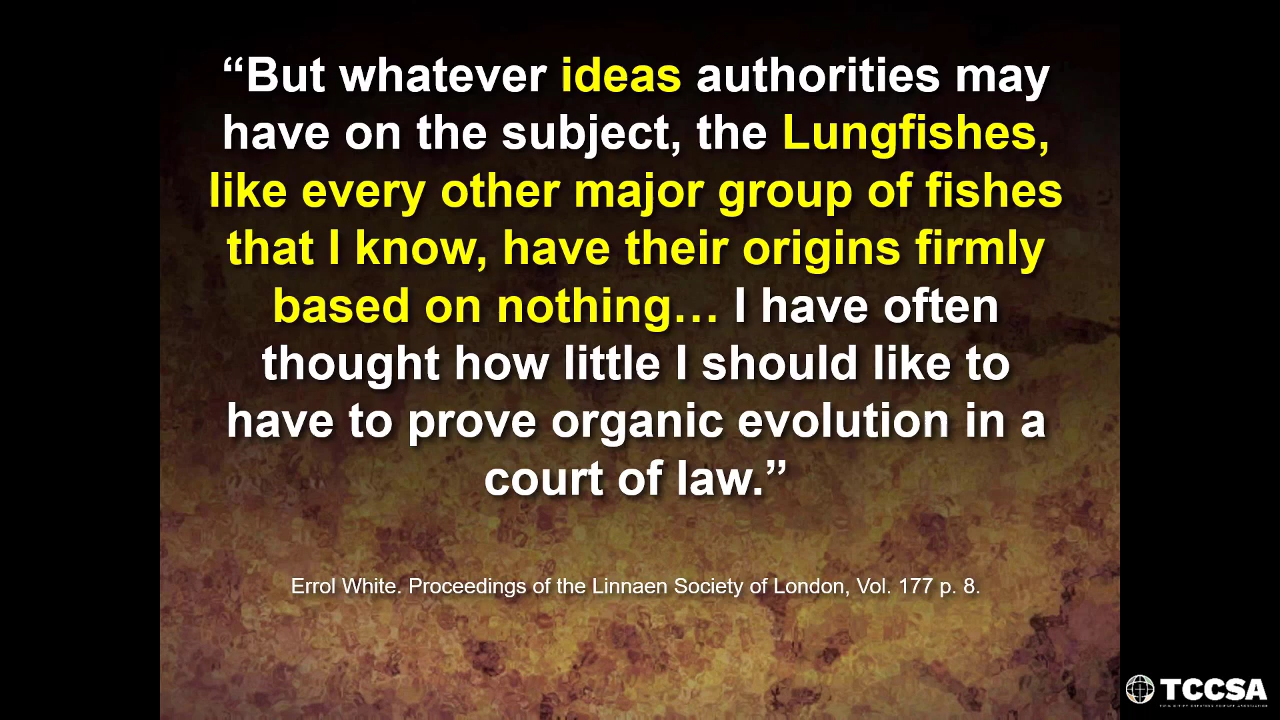 “But whatever ideas authorities may
have on the subject, the Lungfishes,
like every other major group of fishes
that I know, have their origins firmly
based on nothing… I have often
thought how little I should like to
have to prove organic evolution in a
court of law.”
Errol White. Proceedings of the Linnaen Society of London, Vol. 177 p. 8.
TCCSA